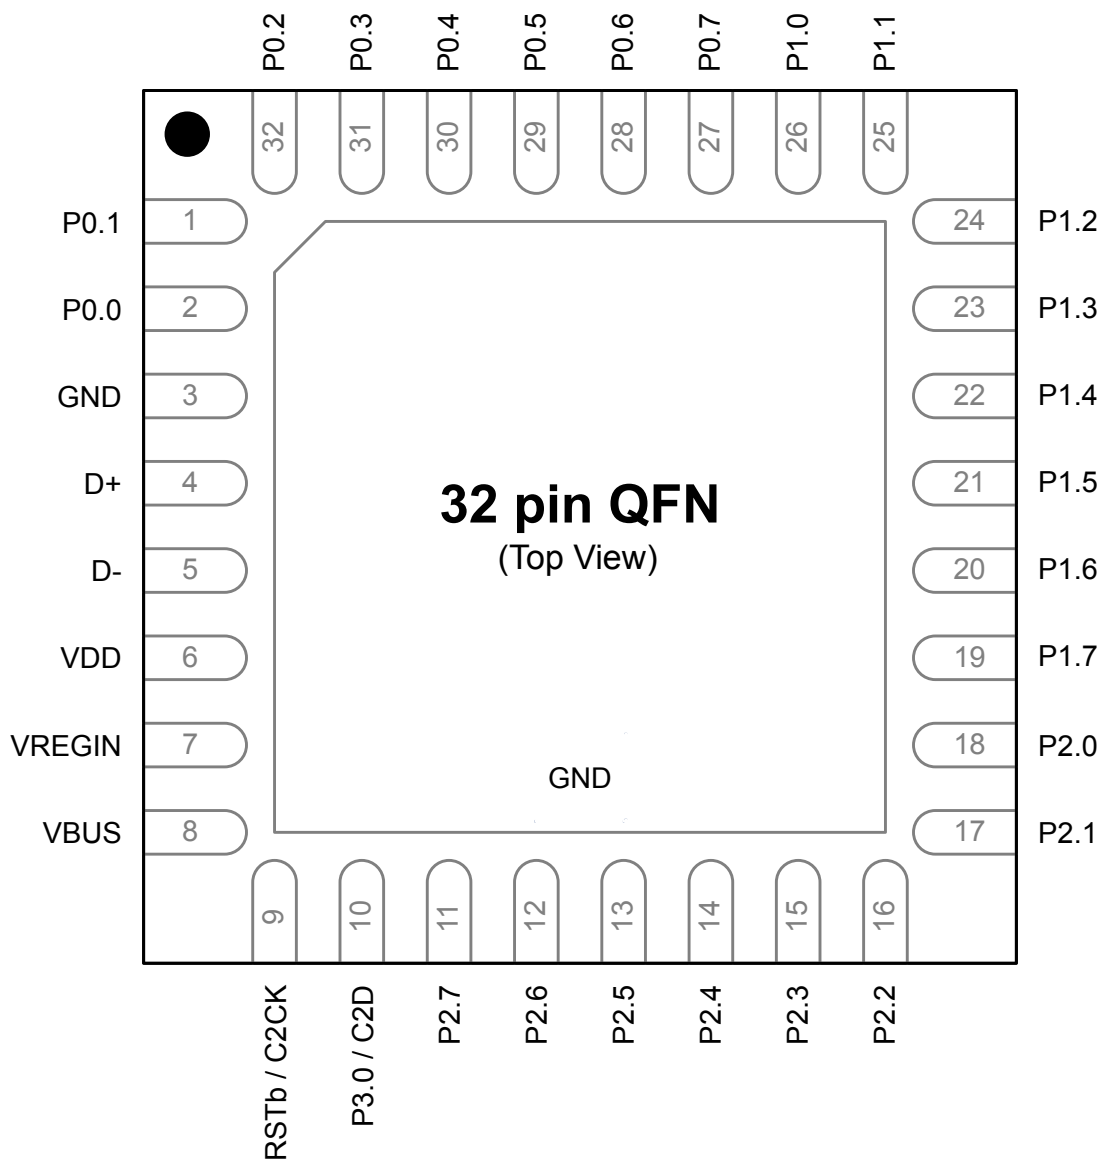 P0.2 P0.3 P0.4 P0.5 P0.6 P0.7 P1.0 P1.1
32 31 30 29 28 27 26 25
P0.1 1 24 P1.2
P0.0 2 23 P1.3
GND 3 22 P1.4
D+ 4 21 P1.5
32 pin QFN
(Top View)
D- 5 20 P1.6
VDD 6 19 P1.7
VREGIN 7 18 P2.0
GND
VBUS 8 17 P2.1
9 10 11 12 13 14 15 16
RSTb / C2CK P3.0 / C2D P2.7 P2.6 P2.5 P2.4 P2.3 P2.2